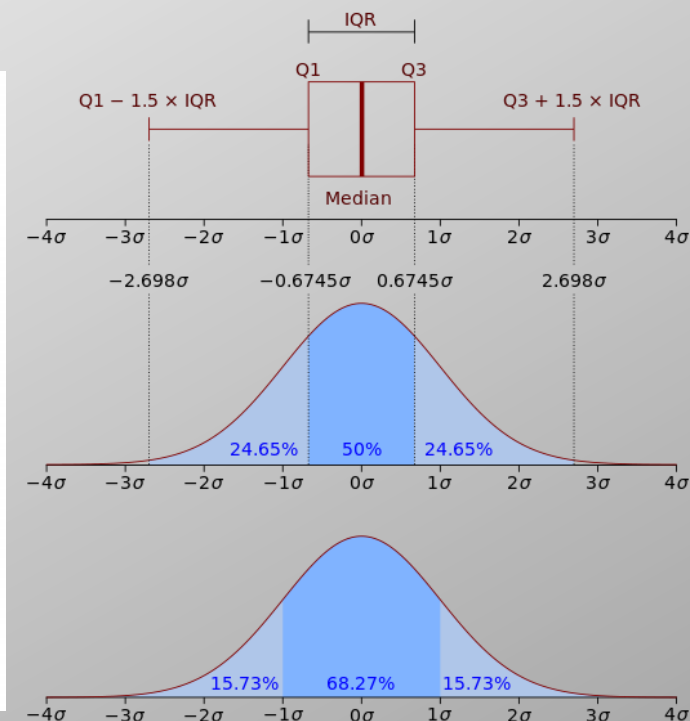 IQR
Q1 Q3
Q1 − 1.5 × IQR Q3 + 1.5 × IQR
Median
−4σ −3σ −2σ −1σ 0σ 1σ 2σ 3σ 4σ
−2.698σ −0.6745σ 0.6745σ 2.698σ
24.65% 50% 24.65%
−4σ −3σ −2σ −1σ 0σ 1σ 2σ 3σ 4σ
15.73% 68.27% 15.73%
−4σ −3σ −2σ −1σ 0σ 1σ 2σ 3σ 4σ